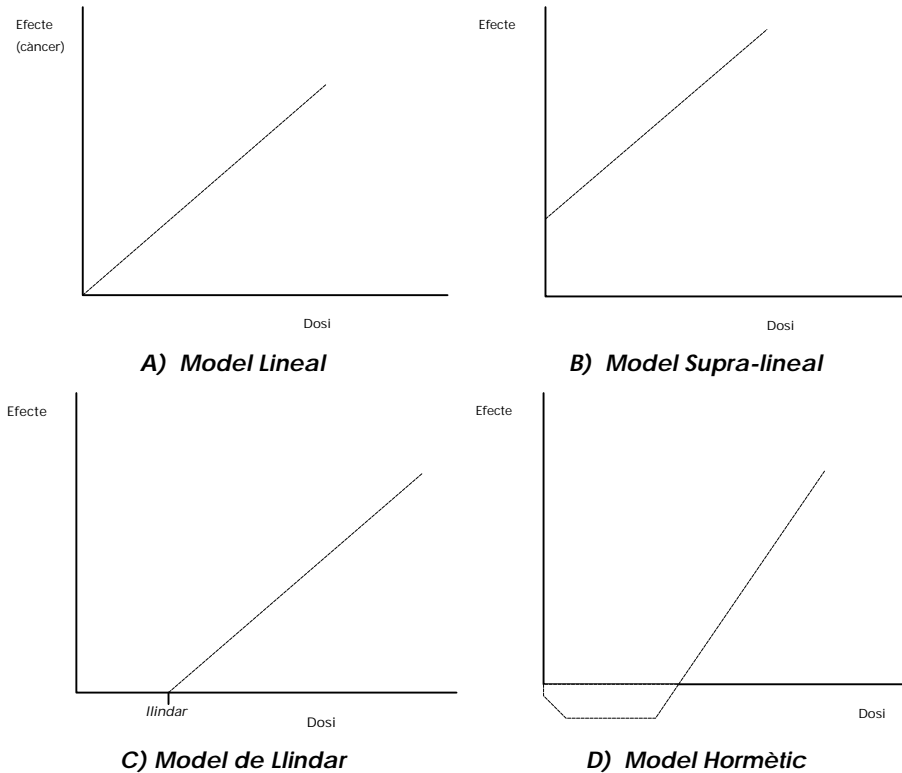 Efecte
(càncer)
Dosi
A) Model Lineal
Efecte
Dosi
B) Model Supra-lineal
Efecte
llindar
Dosi
C) Model de Llindar
Efecte
Dosi
D) Model Hormètic